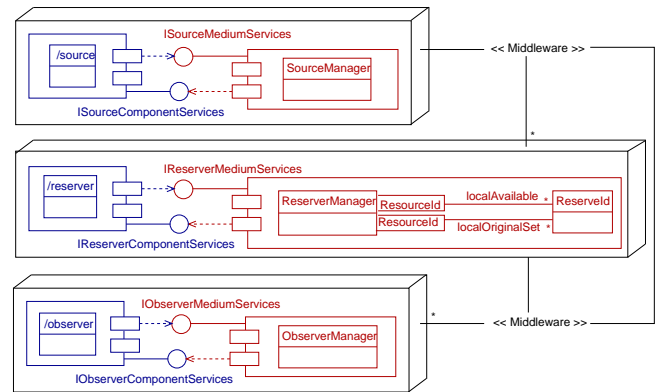 ISourceMediumServices
/source
SourceManager
<< Middleware >>
ISourceComponentServices
*
IReserverMediumServices
/reserver
ReserverManager
ResourceId
localAvailable
*
ReserveId
ResourceId
localOriginalSet
*
IReserverComponentServices
IObserverMediumServices
*
<< Middleware >>
/observer
ObserverManager
IObserverComponentServices